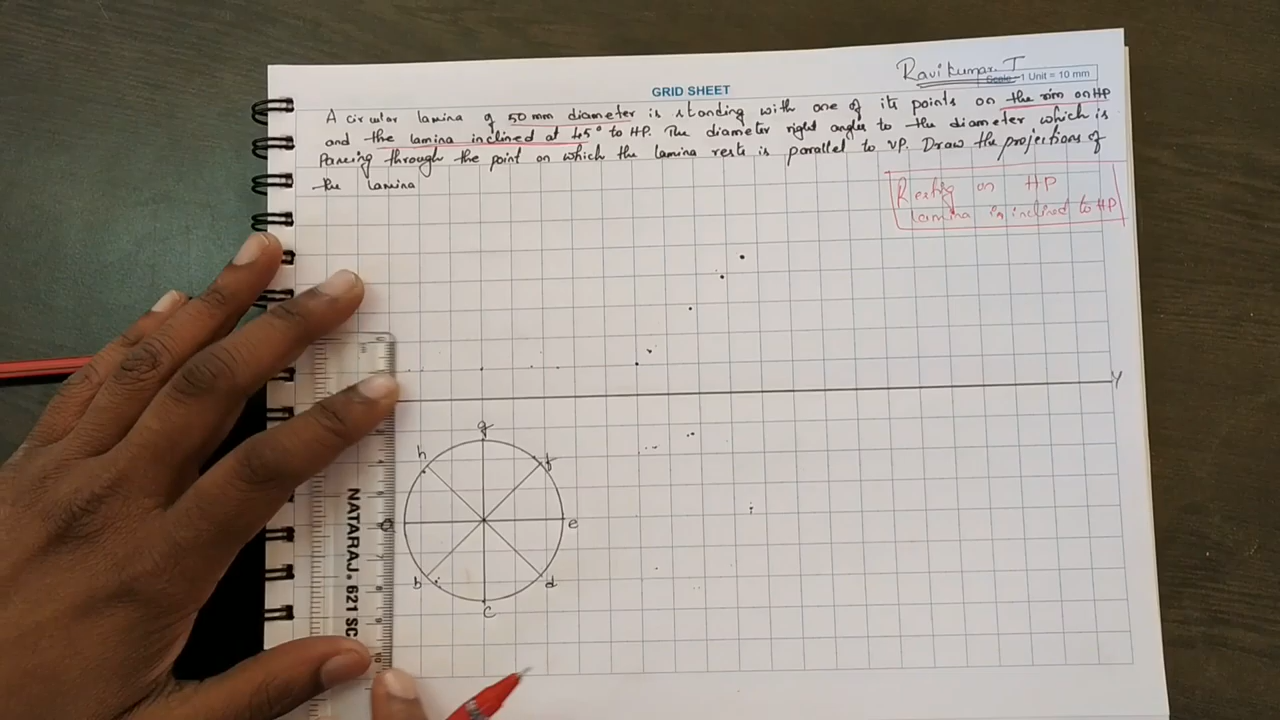 Ravikumar. T
GRID SHEET
Scale - 1 Unit = 10 mm
A circular lamina of 50 mm diameter is standing with one of its points on the rim on HP
and the lamina inclined at 45° to HP. The diameter right angles to the diameter which is
Passing through the point on which the lamina rests is parallel to VP. Draw the projections of
the lamina
Resting on HP
lamina is inclined to HP
Y
g
h
f
e
b
d
c
NATARAJ. 621 SC